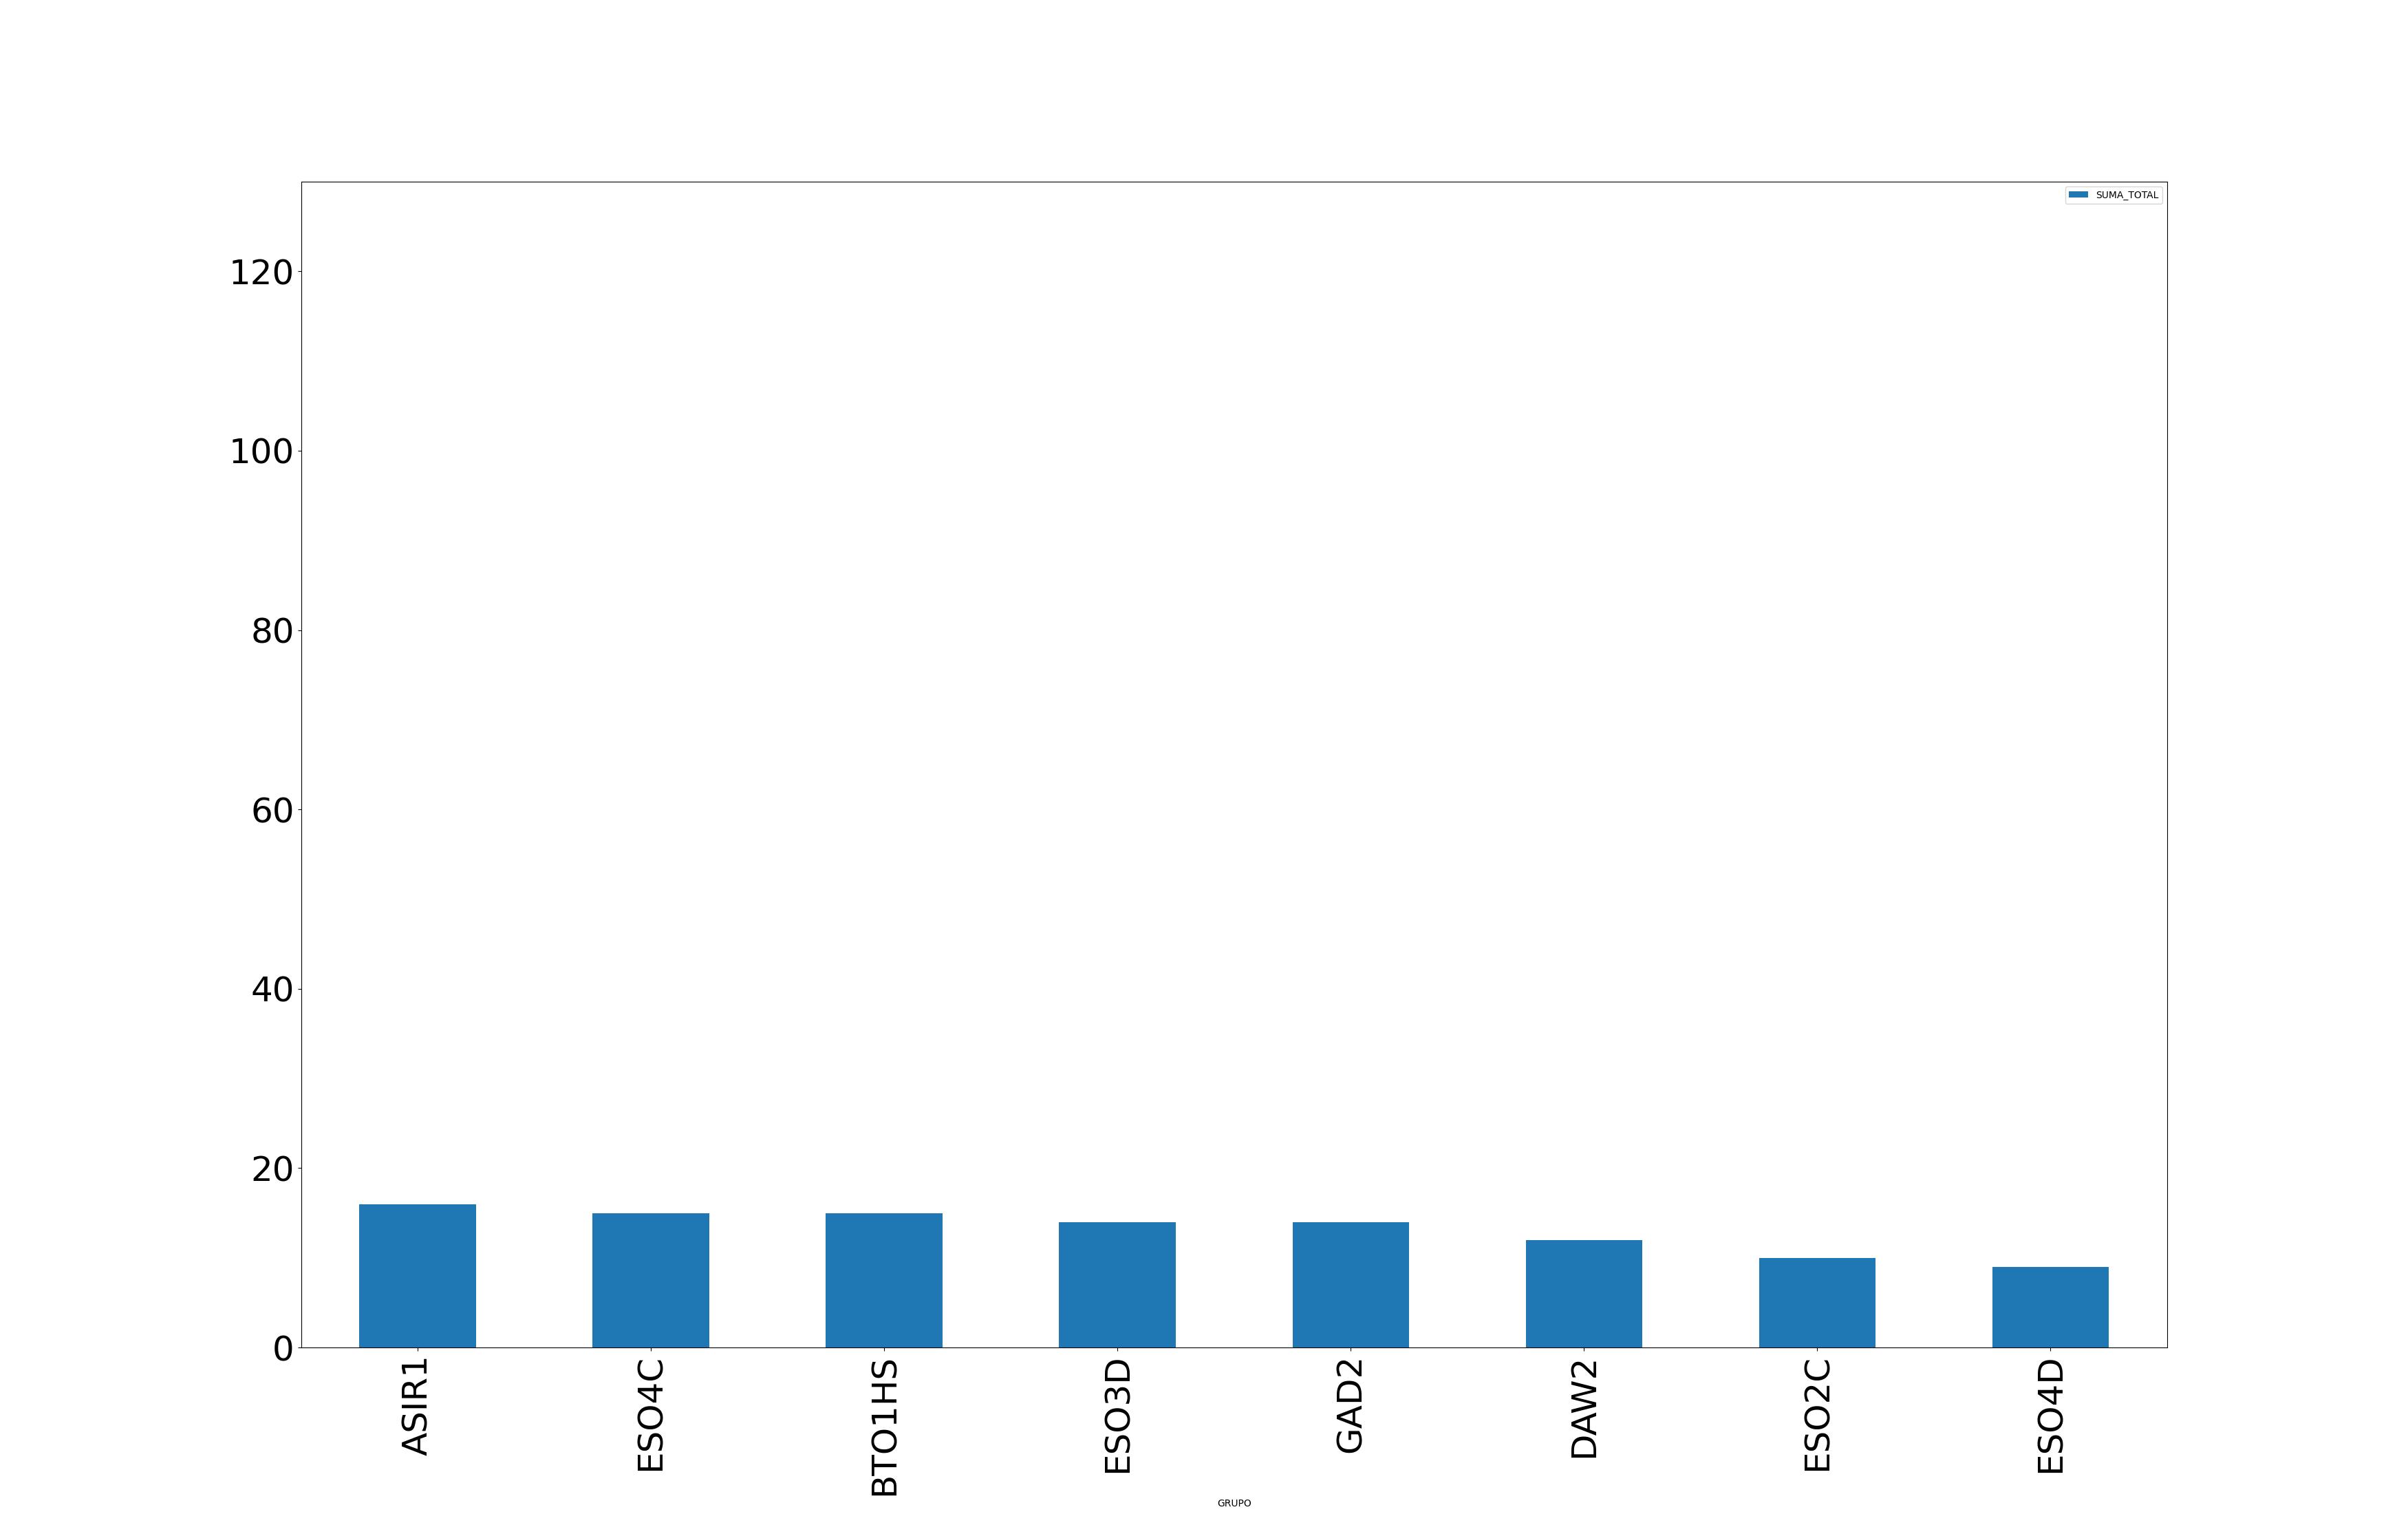 SUMA_TOTAL
120
100
80
60
40
20
0
ASIR1
ESO4C
BTO1HS
ESO3D
GAD2
DAW2
ESO2C
ESO4D
GRUPO